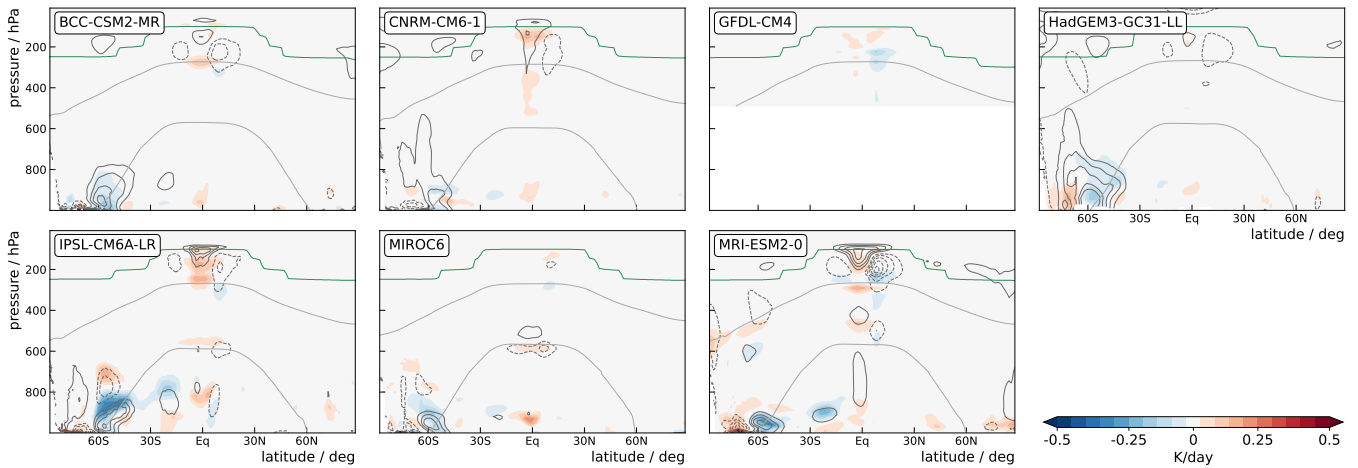 BCC-CSM2-MR
CNRM-CM6-1
GFDL-CM4
HadGEM3-GC31-LL
pressure / hPa
200
400
600
800
60S 30S Eq 30N 60N
latitude / deg
IPSL-CM6A-LR
MIROC6
MRI-ESM2-0
pressure / hPa
200
400
600
800
60S 30S Eq 30N 60N
latitude / deg
60S 30S Eq 30N 60N
latitude / deg
60S 30S Eq 30N 60N
latitude / deg
-0.5 -0.25 0 0.25 0.5
K/day